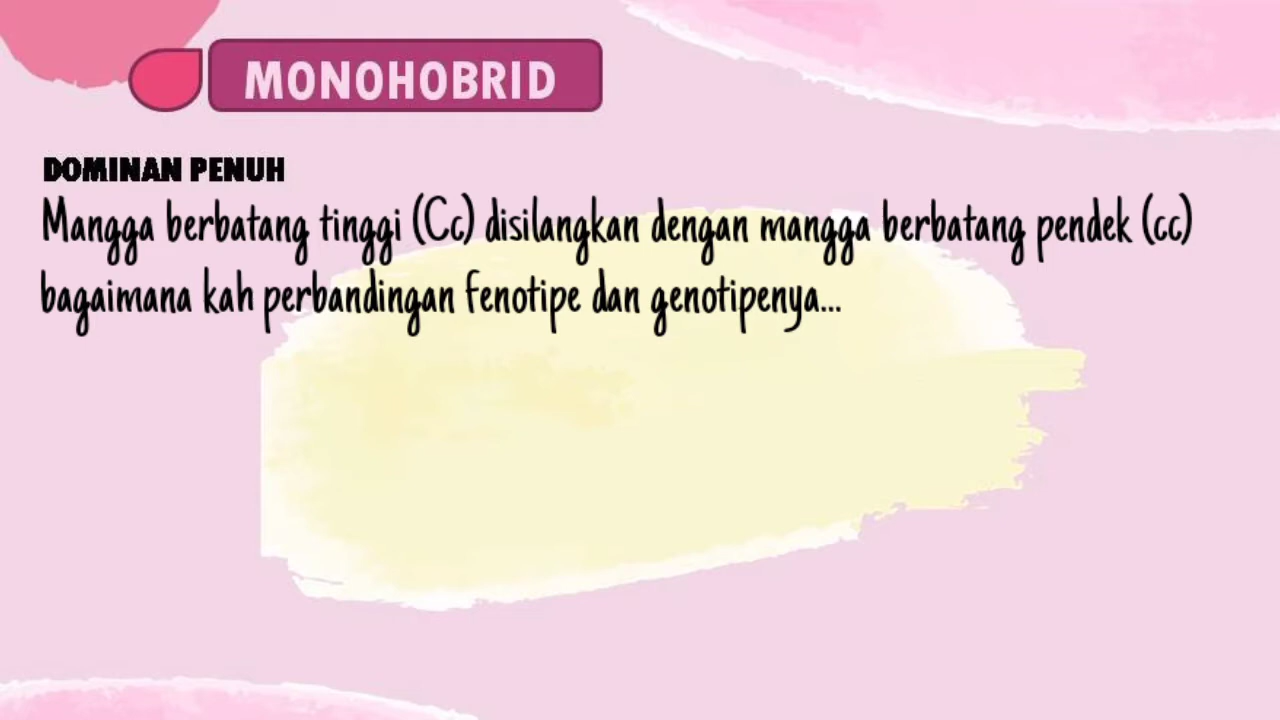 MONOHOBRID
DOMINAN PENUH
Mangga berbatang tinggi (Cc) disilangkan dengan mangga berbatang pendek (cc)
bagaimana kah perbandingan fenotipe dan genotipenya...